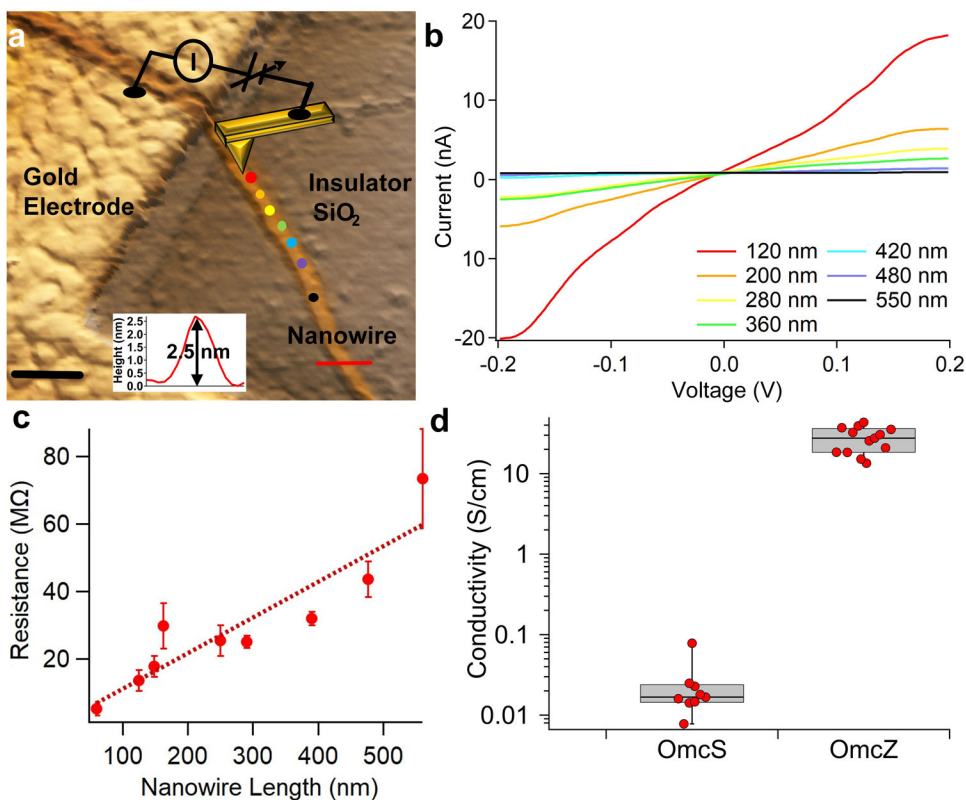 a
I
Gold
Electrode
Insulator
SiO₂
Nanowire
Height (nm)
2.5
2.0
1.5
1.0
0.5
0.0
2.5 nm
b
Current (nA)
20
10
0
10
-20
-0.2
-0.1
0.0
0.1
0.2
Voltage (V)
120 nm
200 nm
280 nm
360 nm
420 nm
480 nm
550 nm
c
Resistance (MΩ)
80
60
40
20
100
200
300
400
500
Nanowire Length (nm)
d
Conductivity (S/cm)
10
1
0.1
0.01
OmcS
OmcZ